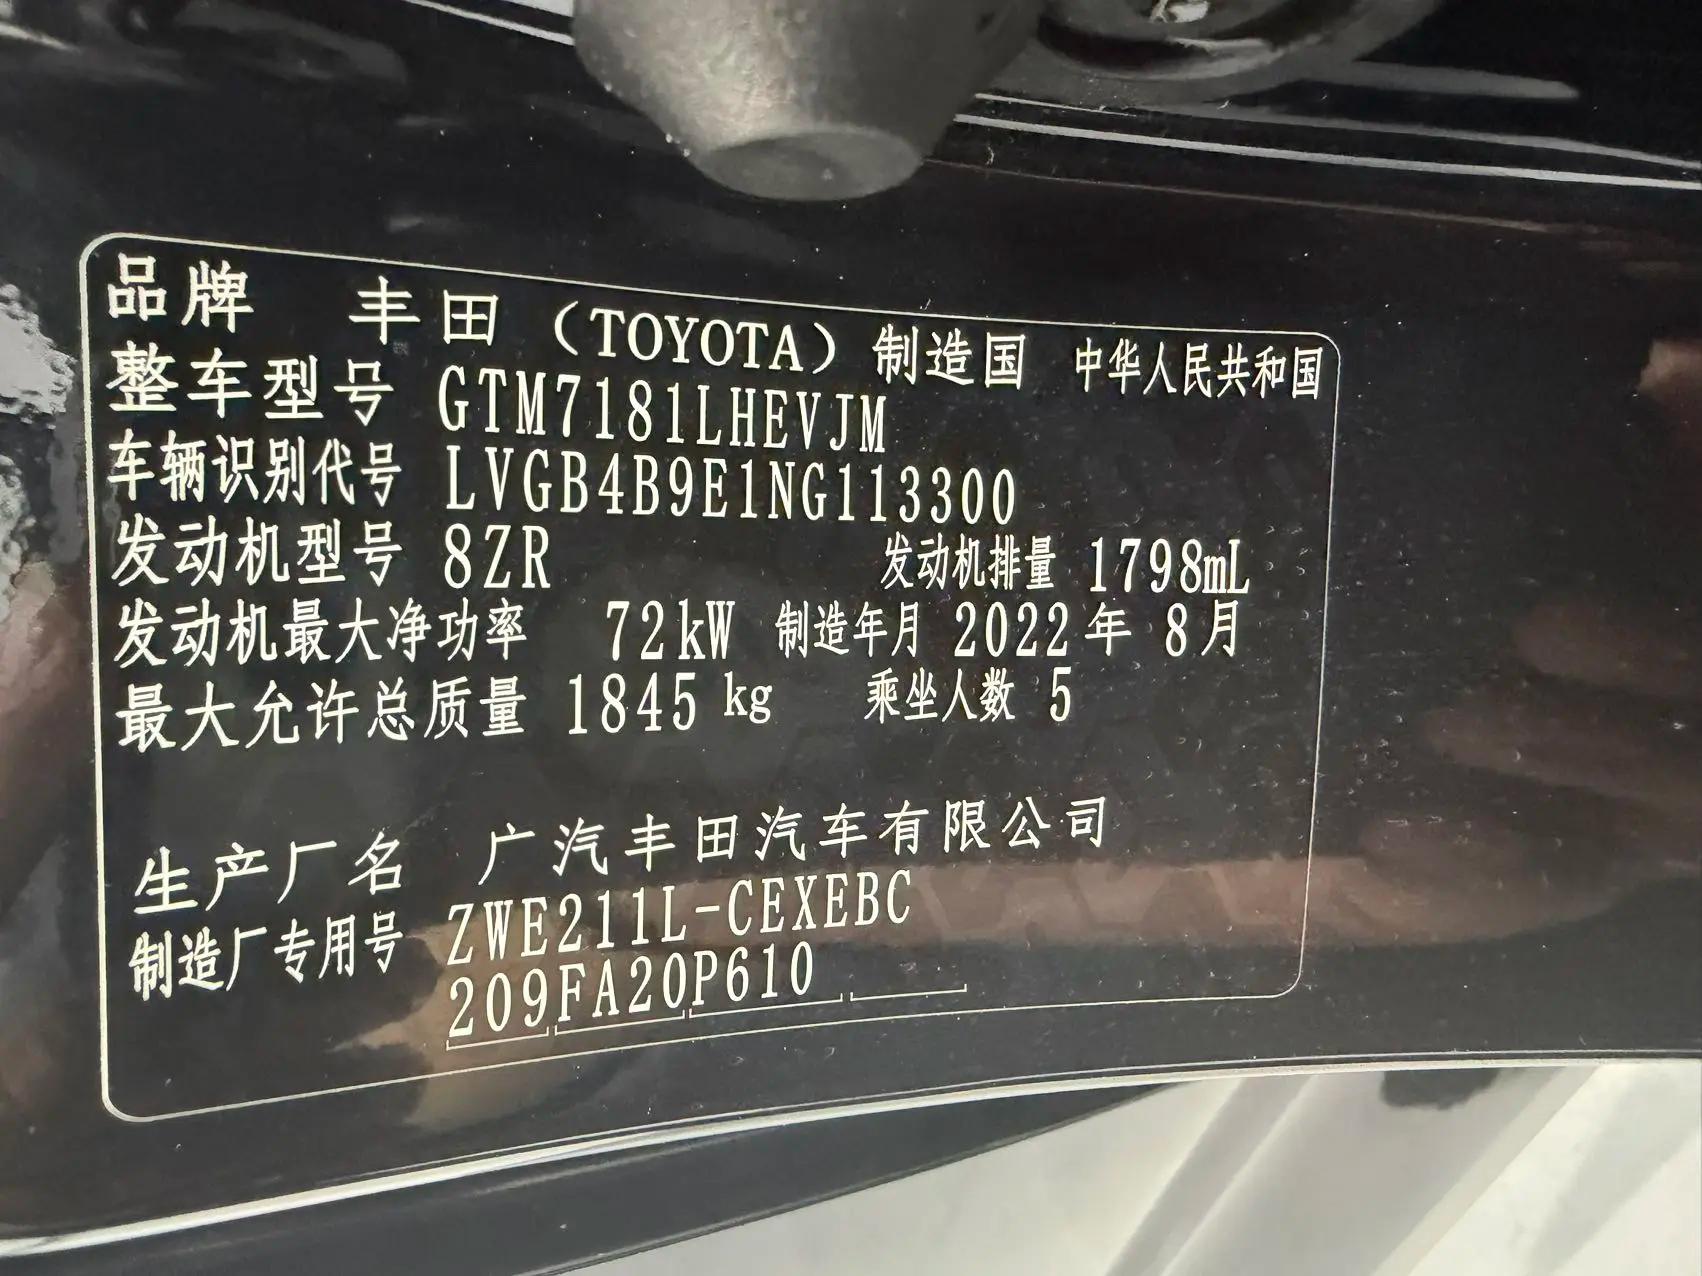 品牌 丰田（TOYOTA）制造国 中华人民共和国
整车型号 GTM7181LHEVJM
车辆识别代号 LVGB4B9E1NG113300
发动机型号 8ZR 发动机排量 1798mL
发动机最大净功率 72kW 制造年月 2022年8月
最大允许总质量 1845 kg 乘坐人数 5
生产厂名 广汽丰田汽车有限公司
制造厂专用号 ZWE211L-CEXEBC
209FA20P610